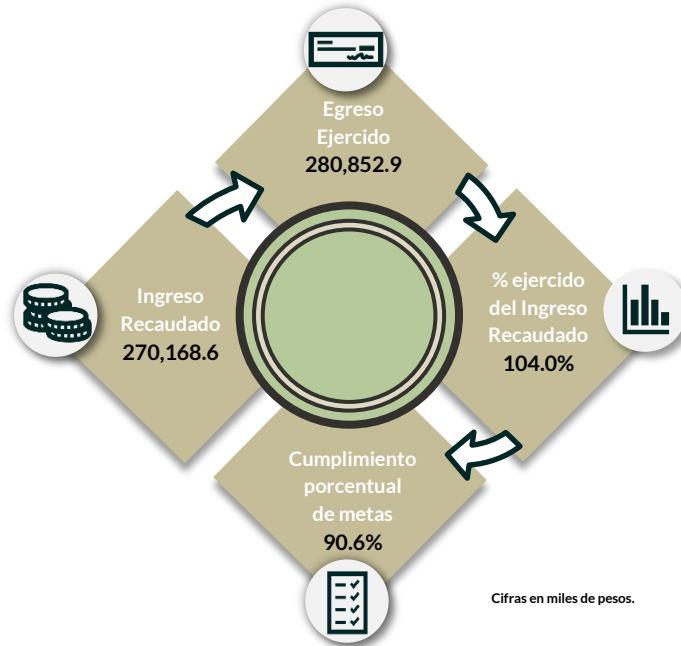 Egreso
Ejercido
280,852.9
Ingreso
Recaudado
270,168.6
% ejercido
del Ingreso
Recaudado
104.0%
Cumplimiento
porcentual
de metas
90.6%
Cifras en miles de pesos.